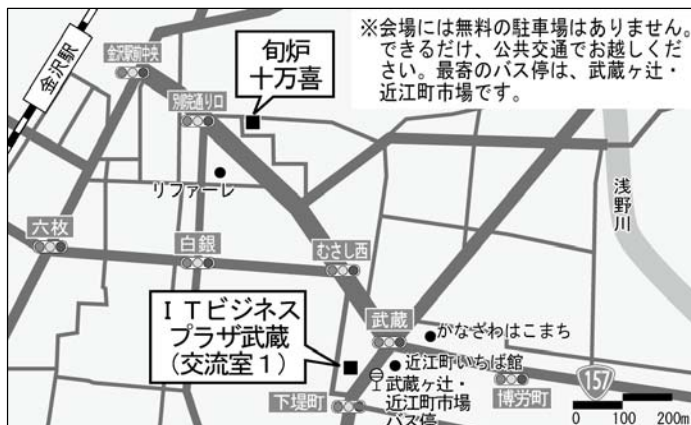 ※会場には無料の駐車場はありません。
できるだけ、公共交通でお越しくだ
さい。最寄のバス停は、武蔵ヶ辻・
近江町市場です。
金沢駅
金沢駅前中央
旬炉
十万喜
別院通り口
リファーレ
浅野川
六枚
白銀
むさし西
ＩＴビジネス
プラザ武蔵
（交流室１）
武蔵
かなざわはこまち
近江町いちば館
武蔵ヶ辻・
近江町市場
バス停
下堤町
博労町
157
0 100 200m